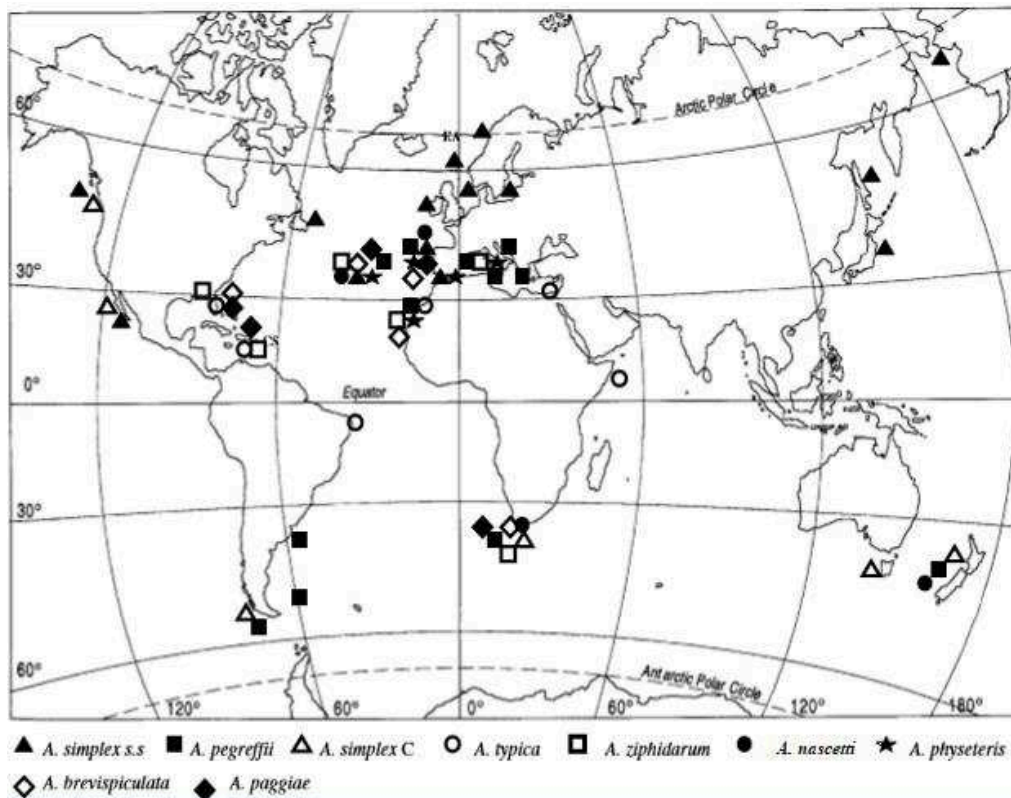 Arctic Polar Circle
60°
30°
CS
0°
Equator
30°
60°
Antarctic Polar Circle
120° 60° 0° 60° 120° 180°
A. simplex s.s A. pegreffii A. simplex C A. typica A. ziphidarum A. nascetti A. physeteris
A. brevispiculata A. paggiae